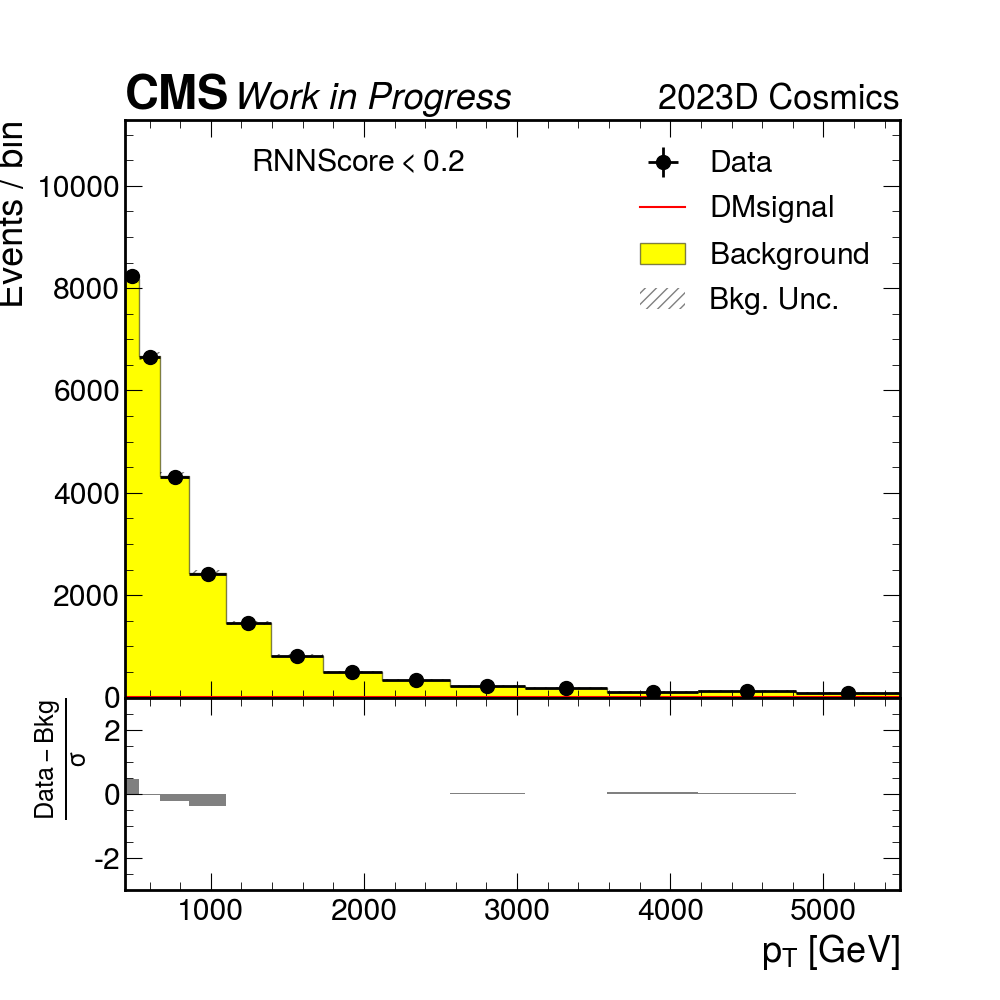 CMS Work in Progress 2023D Cosmics
Events / bin
RNNScore < 0.2
Data
DMsignal
Background
Bkg. Unc.
10000
8000
6000
4000
2000
0
Data − Bkg
σ
2
0
-2
1000 2000 3000 4000 5000
pT [GeV]